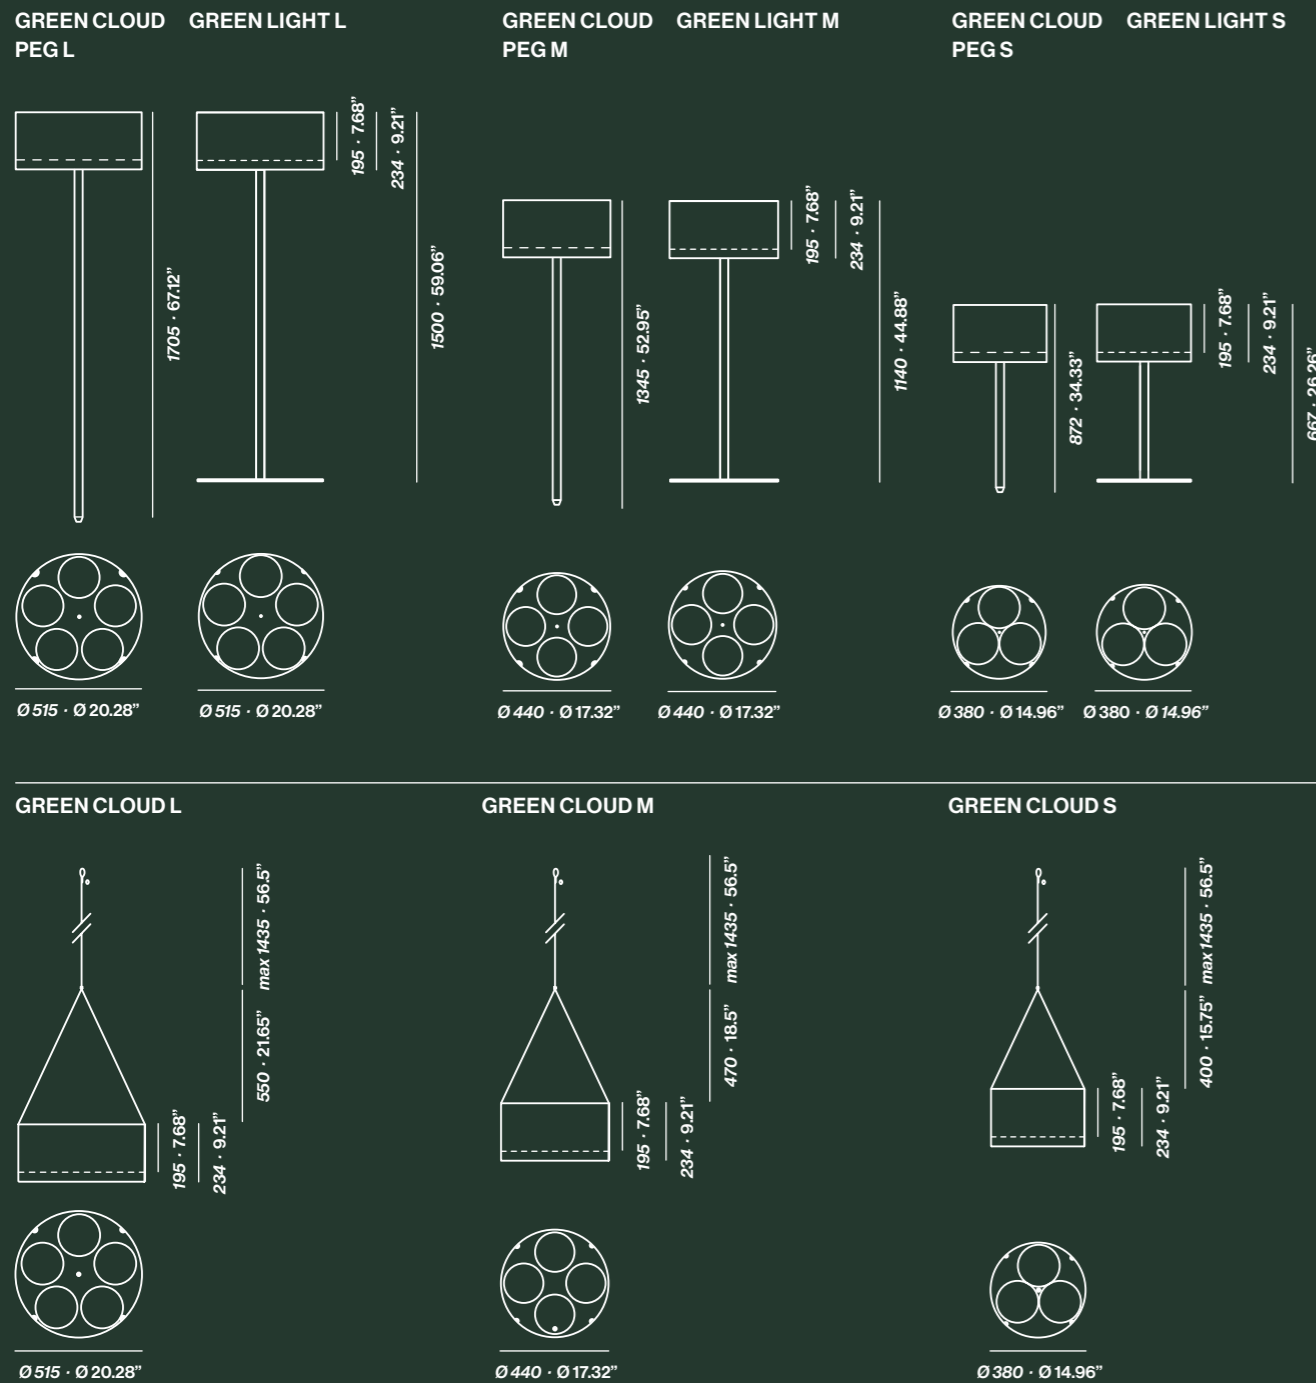 GREEN CLOUD
PEG L
GREEN LIGHT L
GREEN CLOUD
PEG M
GREEN LIGHT M
GREEN CLOUD
PEG S
GREEN LIGHT S
1705 · 67.12”
195 · 7.68”
234 · 9.21”
1500 · 59.06”
1345 · 52.95”
195 · 7.68”
234 · 9.21”
1140 · 44.88”
872 · 34.33”
195 · 7.68”
234 · 9.21”
667 · 26.26”
Ø 515 · Ø 20.28”
Ø 515 · Ø 20.28”
Ø 440 · Ø 17.32”
Ø 440 · Ø 17.32”
Ø 380 · Ø 14.96”
Ø 380 · Ø 14.96”
GREEN CLOUD L
GREEN CLOUD M
GREEN CLOUD S
max 1435 · 56.5”
550 · 21.65”
195 · 7.68”
234 · 9.21”
max 1435 · 56.5”
470 · 18.5”
195 · 7.68”
234 · 9.21”
max 1435 · 56.5”
400 · 15.75”
195 · 7.68”
234 · 9.21”
Ø 515 · Ø 20.28”
Ø 440 · Ø 17.32”
Ø 380 · Ø 14.96”